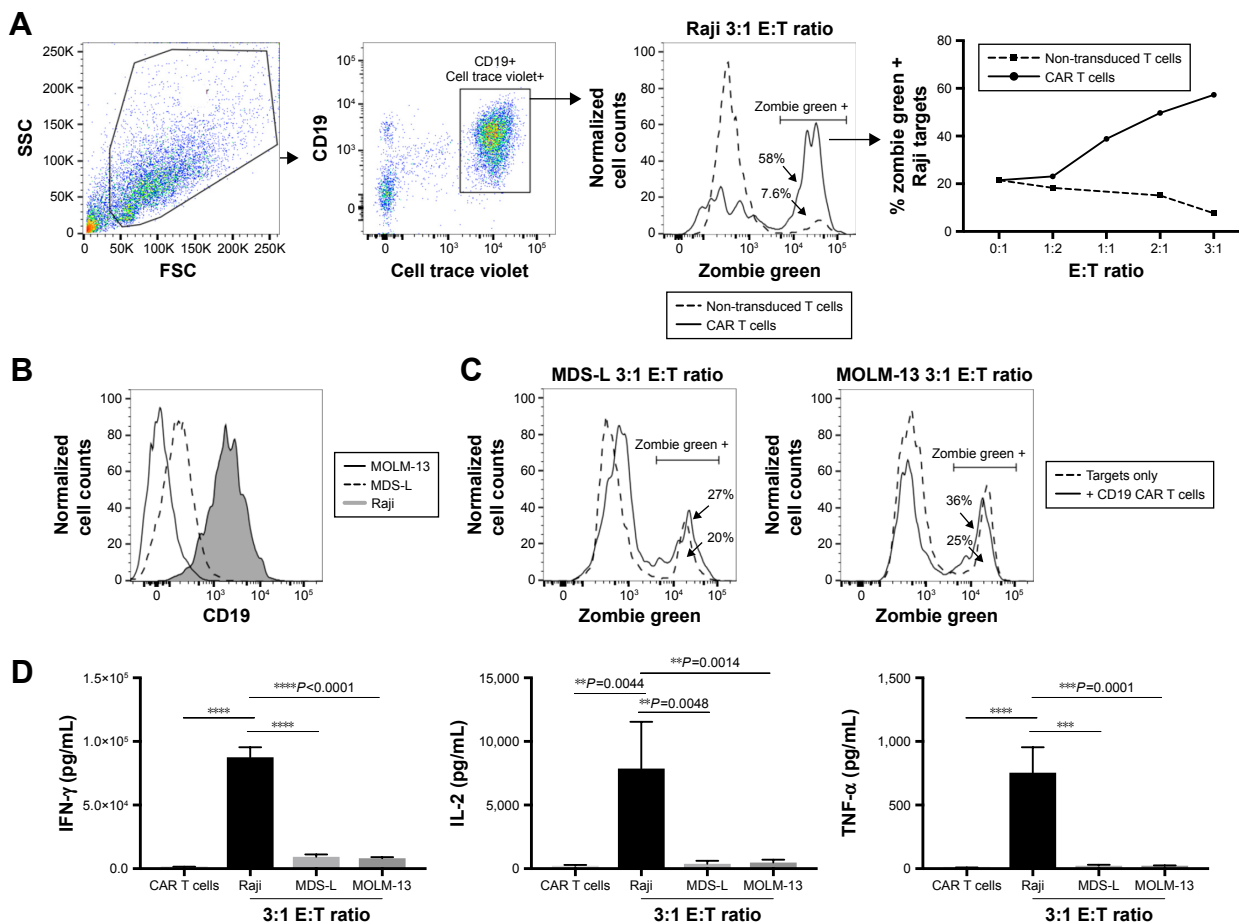 A
250K
200K
150K
100K
50K
0
0 50K 100K 150K 200K 250K
SSC
FSC
CD19+
Cell trace violet+
10⁵
10⁴
10³
0
0 10³ 10⁴ 10⁵
CD19
Cell trace violet
Raji 3:1 E:T ratio
100
80
60
40
20
0
0 10³ 10⁴ 10⁵
Normalized
cell counts
Zombie green +
58%
7.6%
Zombie green
Non-transduced T cells
CAR T cells
Non-transduced T cells
CAR T cells
80
60
40
20
0
0:1 1:2 1:1 2:1 3:1
% zombie green +
Raji targets
E:T ratio
B
100
80
60
40
20
0
0 10³ 10⁴ 10⁵
Normalized
cell counts
CD19
MOLM-13
MDS-L
Raji
C
MDS-L 3:1 E:T ratio
100
80
60
40
20
0
0 10³ 10⁴ 10⁵
Normalized
cell counts
Zombie green +
27%
20%
Zombie green
MOLM-13 3:1 E:T ratio
100
80
60
40
20
0
0 10³ 10⁴ 10⁵
Zombie green +
36%
25%
Zombie green
Targets only
+ CD19 CAR T cells
D
1.5×10⁵
1.0×10⁵
5.0×10⁴
0.0
IFN-γ (pg/mL)
****P<0.0001
****
****
CAR T cells Raji MDS-L MOLM-13
3:1 E:T ratio
15,000
10,000
5,000
0
IL-2 (pg/mL)
**P=0.0014
**P=0.0044
**P=0.0048
CAR T cells Raji MDS-L MOLM-13
3:1 E:T ratio
1,500
1,000
500
0
TNF-α (pg/mL)
***P=0.0001
****
***
CAR T cells Raji MDS-L MOLM-13
3:1 E:T ratio